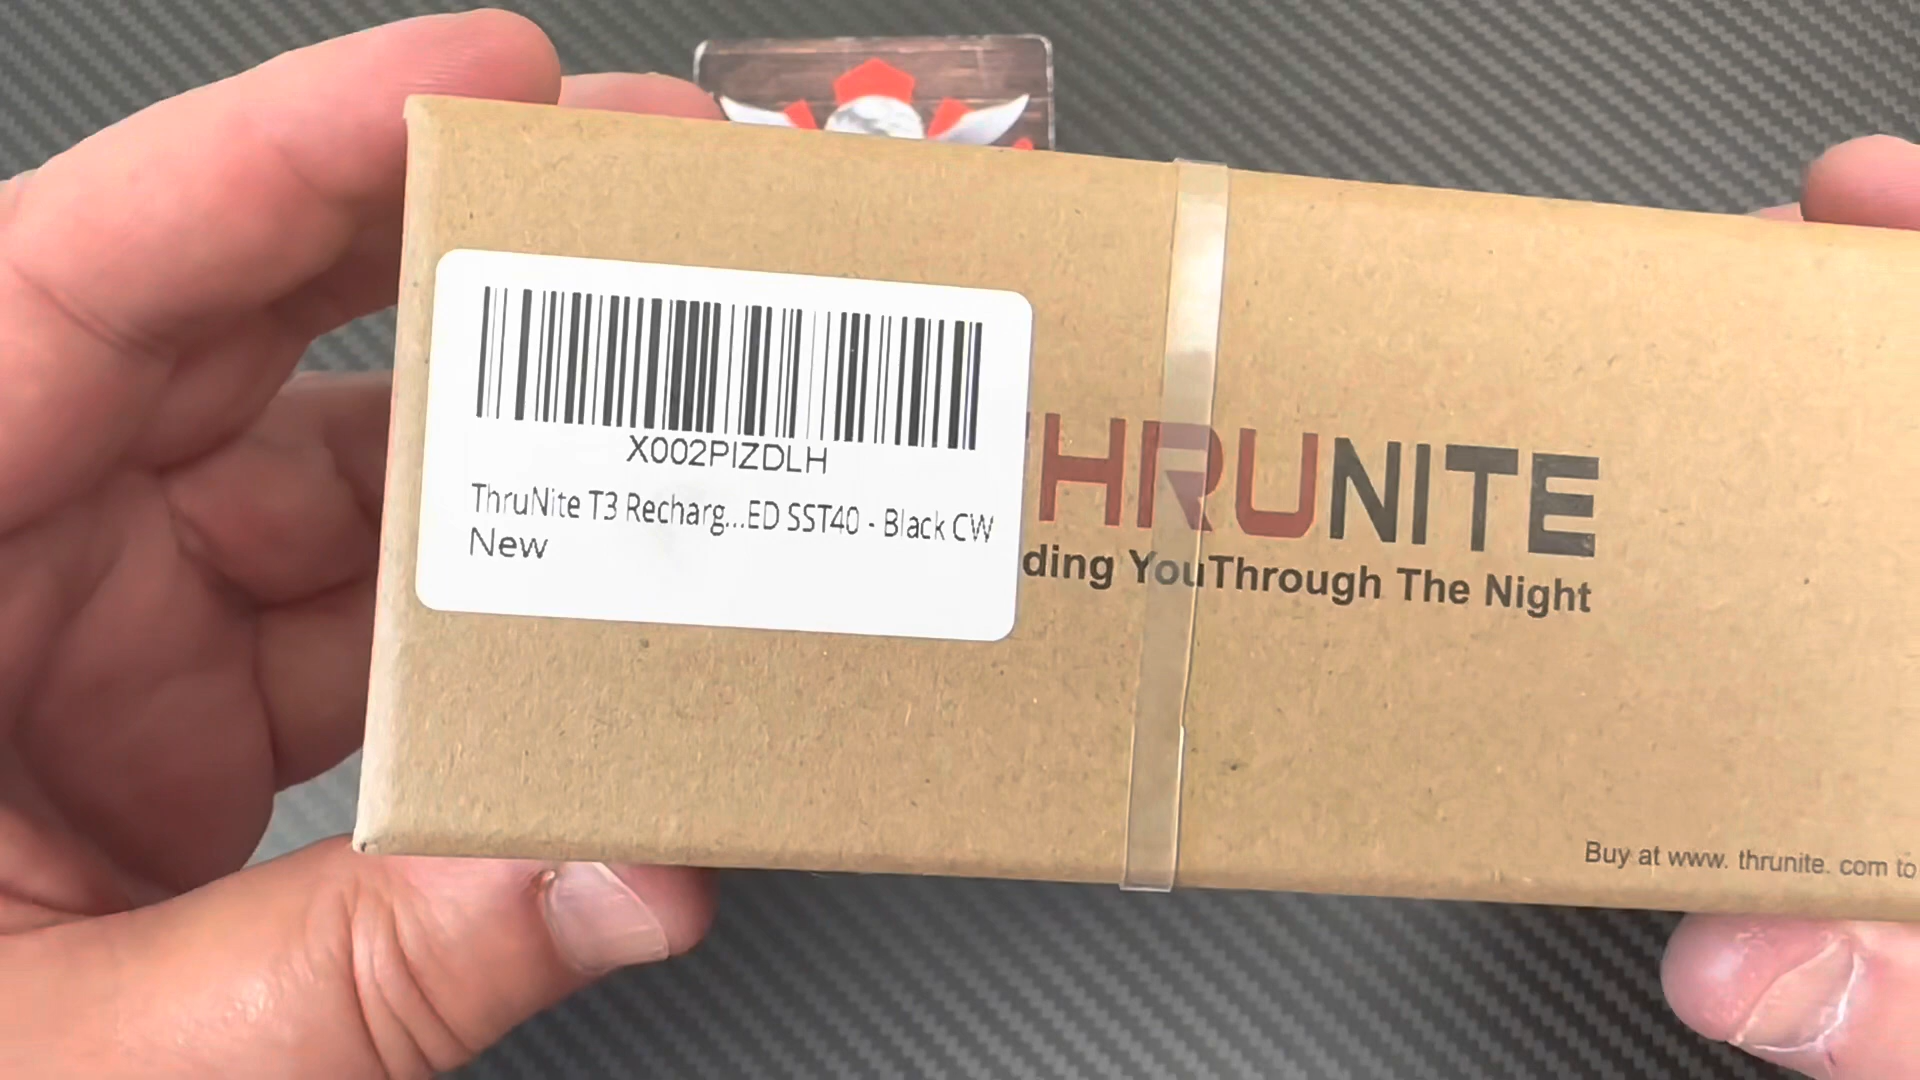 X002PIZDLH
ThruNite T3 Recharg...ED SST40 - Black CW
New
THRUNITE
ding YouThrough The Night
Buy at www. thrunite. com to